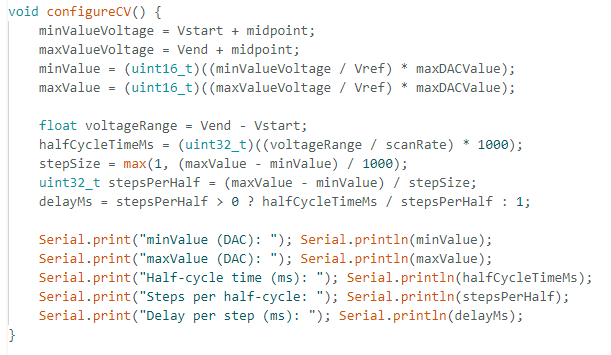 void configureCV() {
    minValueVoltage = Vstart + midpoint;
    maxValueVoltage = Vend + midpoint;
    minValue = (uint16_t)((minValueVoltage / Vref) * maxDACValue);
    maxValue = (uint16_t)((maxValueVoltage / Vref) * maxDACValue);

    float voltageRange = Vend - Vstart;
    halfCycleTimeMs = (uint32_t)((voltageRange / scanRate) * 1000);
    stepSize = max(1, (maxValue - minValue) / 1000);
    uint32_t stepsPerHalf = (maxValue - minValue) / stepSize;
    delayMs = stepsPerHalf > 0 ? halfCycleTimeMs / stepsPerHalf : 1;

    Serial.print("minValue (DAC): "); Serial.println(minValue);
    Serial.print("maxValue (DAC): "); Serial.println(maxValue);
    Serial.print("Half-cycle time (ms): "); Serial.println(halfCycleTimeMs);
    Serial.print("Steps per half-cycle: "); Serial.println(stepsPerHalf);
    Serial.print("Delay per step (ms): "); Serial.println(delayMs);
}